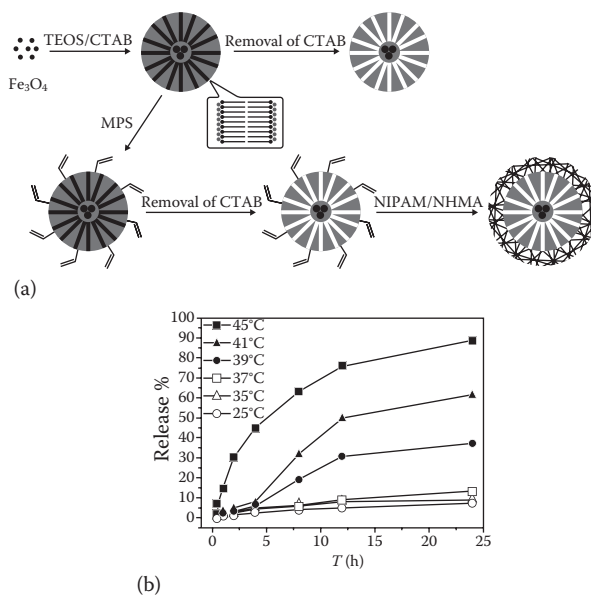 TEOS/CTAB
Removal of CTAB
Fe₃O₄
MPS
Removal of CTAB
NIPAM/NHMA
(a)
100
90
80
70
60
50
40
30
20
10
0
Release %
45°C
41°C
39°C
37°C
35°C
25°C
0
5
10
15
20
25
T (h)
(b)